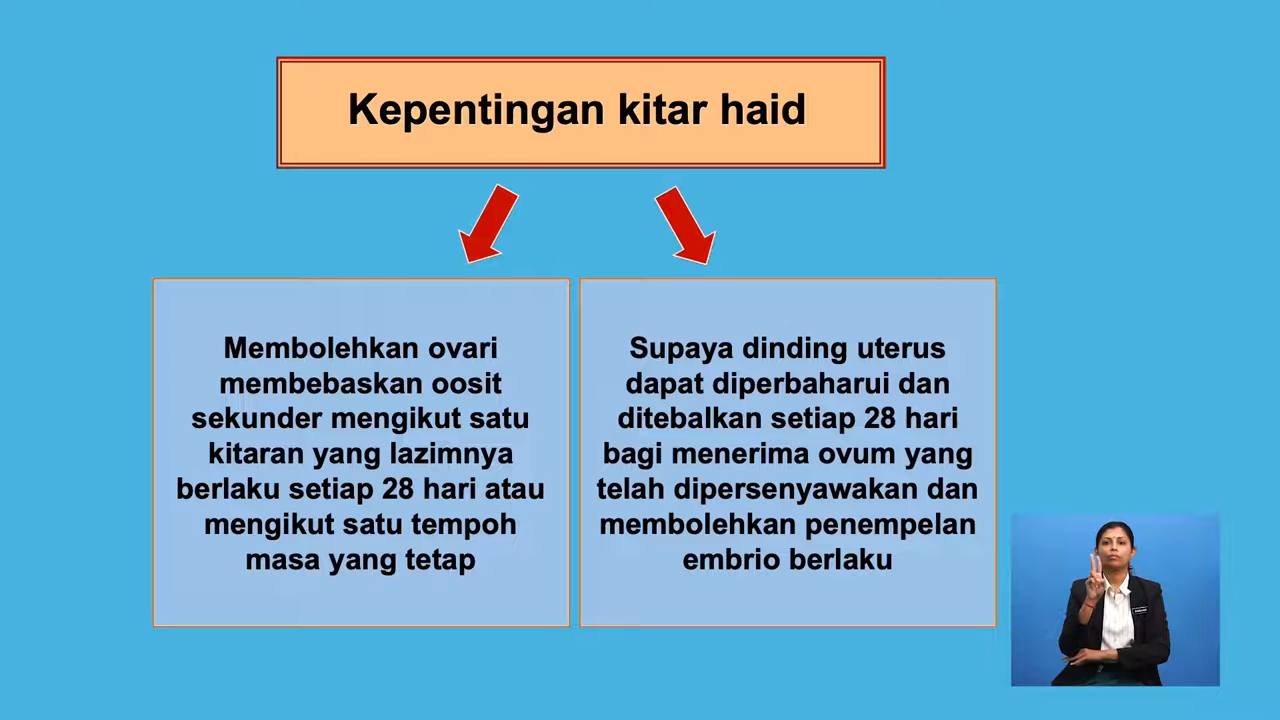 Kepentingan kitar haid
Membolehkan ovari
membebaskan oosit
sekunder mengikut satu
kitaran yang lazimnya
berlaku setiap 28 hari atau
mengikut satu tempoh
masa yang tetap
Supaya dinding uterus
dapat diperbaharui dan
ditebalkan setiap 28 hari
bagi menerima ovum yang
telah dipersenyawakan dan
membolehkan penempelan
embrio berlaku